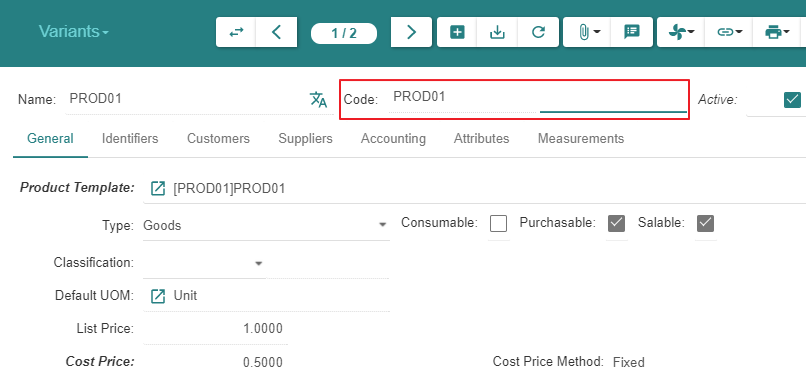 Variants
1 / 2
Name: PROD01 Code: PROD01 Active:
General Identifiers Customers Suppliers Accounting Attributes Measurements
Product Template: [PROD01]PROD01
Type: Goods Consumable: Purchasable: Salable:
Classification:
Default UOM: Unit
List Price: 1.0000
Cost Price: 0.5000 Cost Price Method: Fixed